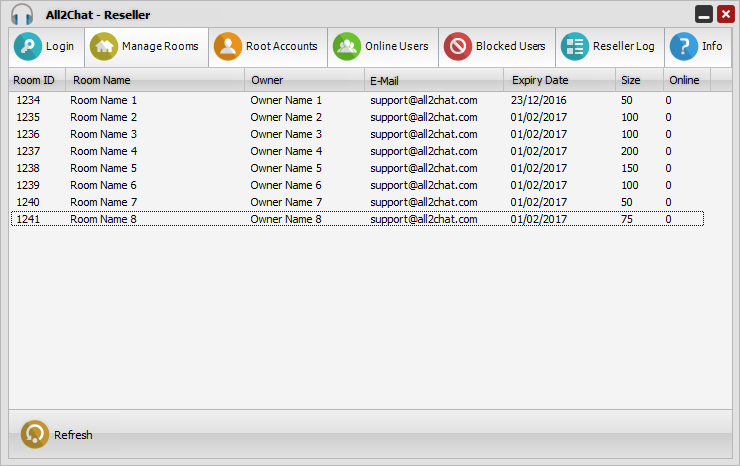 All2Chat - Reseller
Login Manage Rooms Root Accounts Online Users Blocked Users Reseller Log Info
Room ID Room Name Owner E-Mail Expiry Date Size Online
1234 Room Name 1 Owner Name 1 support@all2chat.com 23/12/2016 50 0
1235 Room Name 2 Owner Name 2 support@all2chat.com 01/02/2017 100 0
1236 Room Name 3 Owner Name 3 support@all2chat.com 01/02/2017 100 0
1237 Room Name 4 Owner Name 4 support@all2chat.com 01/02/2017 200 0
1238 Room Name 5 Owner Name 5 support@all2chat.com 01/02/2017 150 0
1239 Room Name 6 Owner Name 6 support@all2chat.com 01/02/2017 100 0
1240 Room Name 7 Owner Name 7 support@all2chat.com 01/02/2017 50 0
1241 Room Name 8 Owner Name 8 support@all2chat.com 01/02/2017 75 0
Refresh